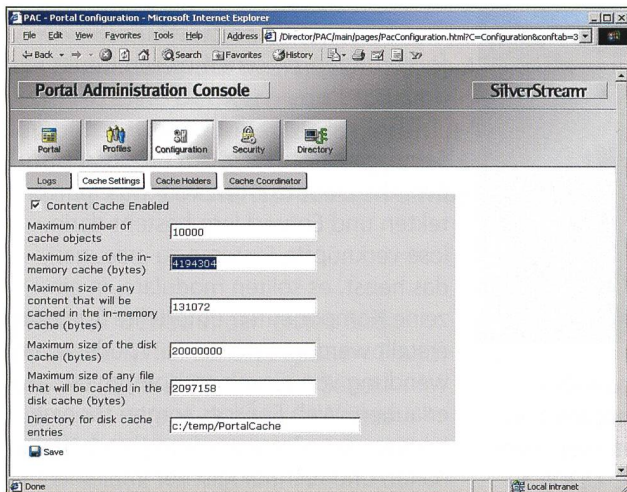 PAC - Portal Configuration - Microsoft Internet Explorer
File Edit View Favorites Tools Help Address /Director/PAC/main/pages/PacConfiguration.html?C=Configuration&conftab=3
Back Search Favorites History
Portal Administration Console
SilverStream
Portal Profiles Configuration Security Directory
Logs Cache Settings Cache Holders Cache Coordinator
Content Cache Enabled
Maximum number of
cache objects
10000
Maximum size of the in-
memory cache (bytes)
4194304
Maximum size of any
content that will be
cached in the in-memory
cache (bytes)
131072
Maximum size of the disk
cache (bytes)
20000000
Maximum size of any file
that will be cached in the
disk cache (bytes)
2097158
Directory for disk cache
entries
c:/temp/PortalCache
Save
Done
Local intranet